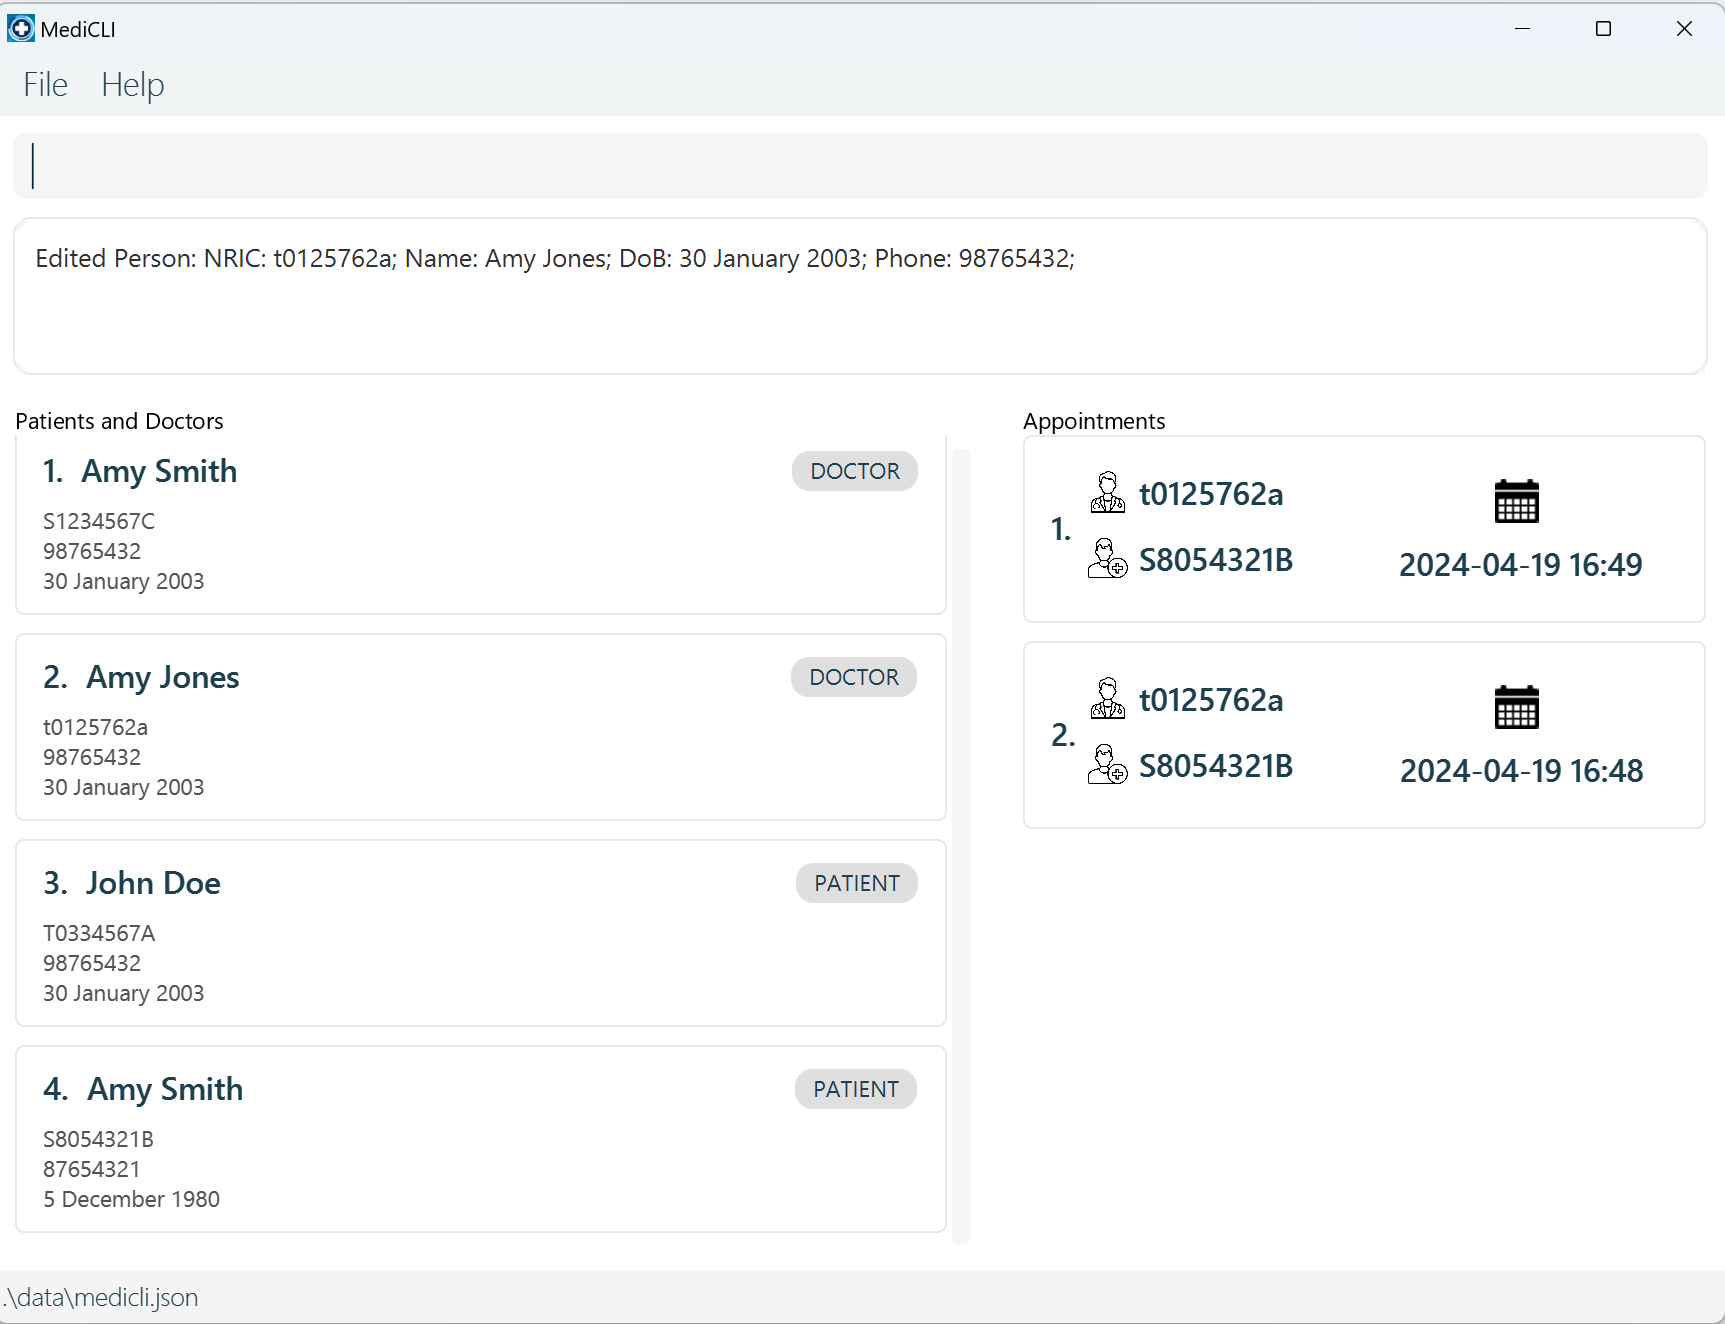 MediCLI
File Help
Edited Person: NRIC: t0125762a; Name: Amy Jones; DoB: 30 January 2003; Phone: 98765432;
Patients and Doctors
1. Amy Smith DOCTOR
S1234567C
98765432
30 January 2003
2. Amy Jones DOCTOR
t0125762a
98765432
30 January 2003
3. John Doe PATIENT
T0334567A
98765432
30 January 2003
4. Amy Smith PATIENT
S8054321B
87654321
5 December 1980
Appointments
1.
t0125762a
S8054321B
2024-04-19 16:49
2.
t0125762a
S8054321B
2024-04-19 16:48
.\data\medicli.json